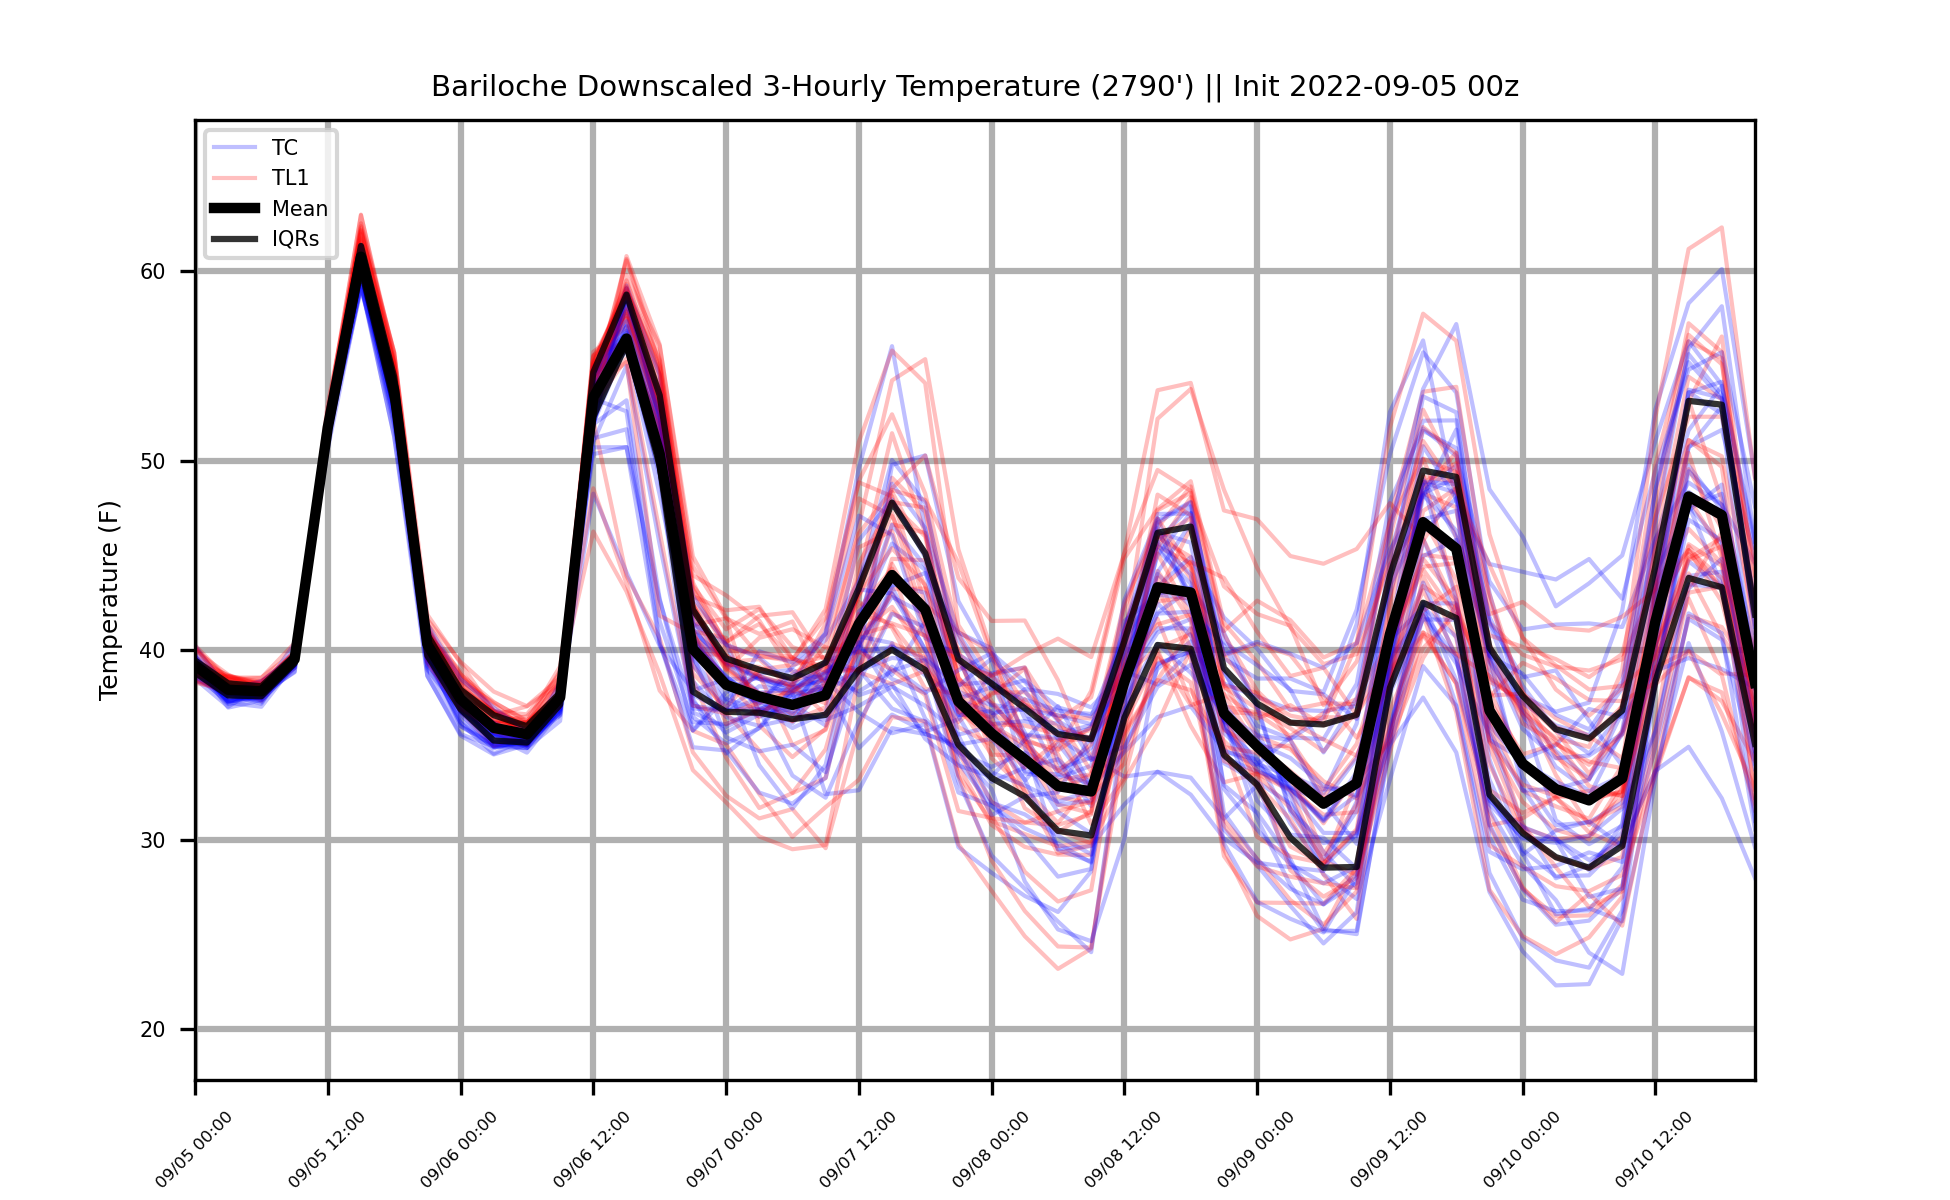 Bariloche Downscaled 3-Hourly Temperature (2790') || Init 2022-09-05 00z
TC
TL1
Mean
IQRs
Temperature (F)
60
50
40
30
20
09/05 00:00
09/05 12:00
09/06 00:00
09/06 12:00
09/07 00:00
09/07 12:00
09/08 00:00
09/08 12:00
09/09 00:00
09/09 12:00
09/10 00:00
09/10 12:00